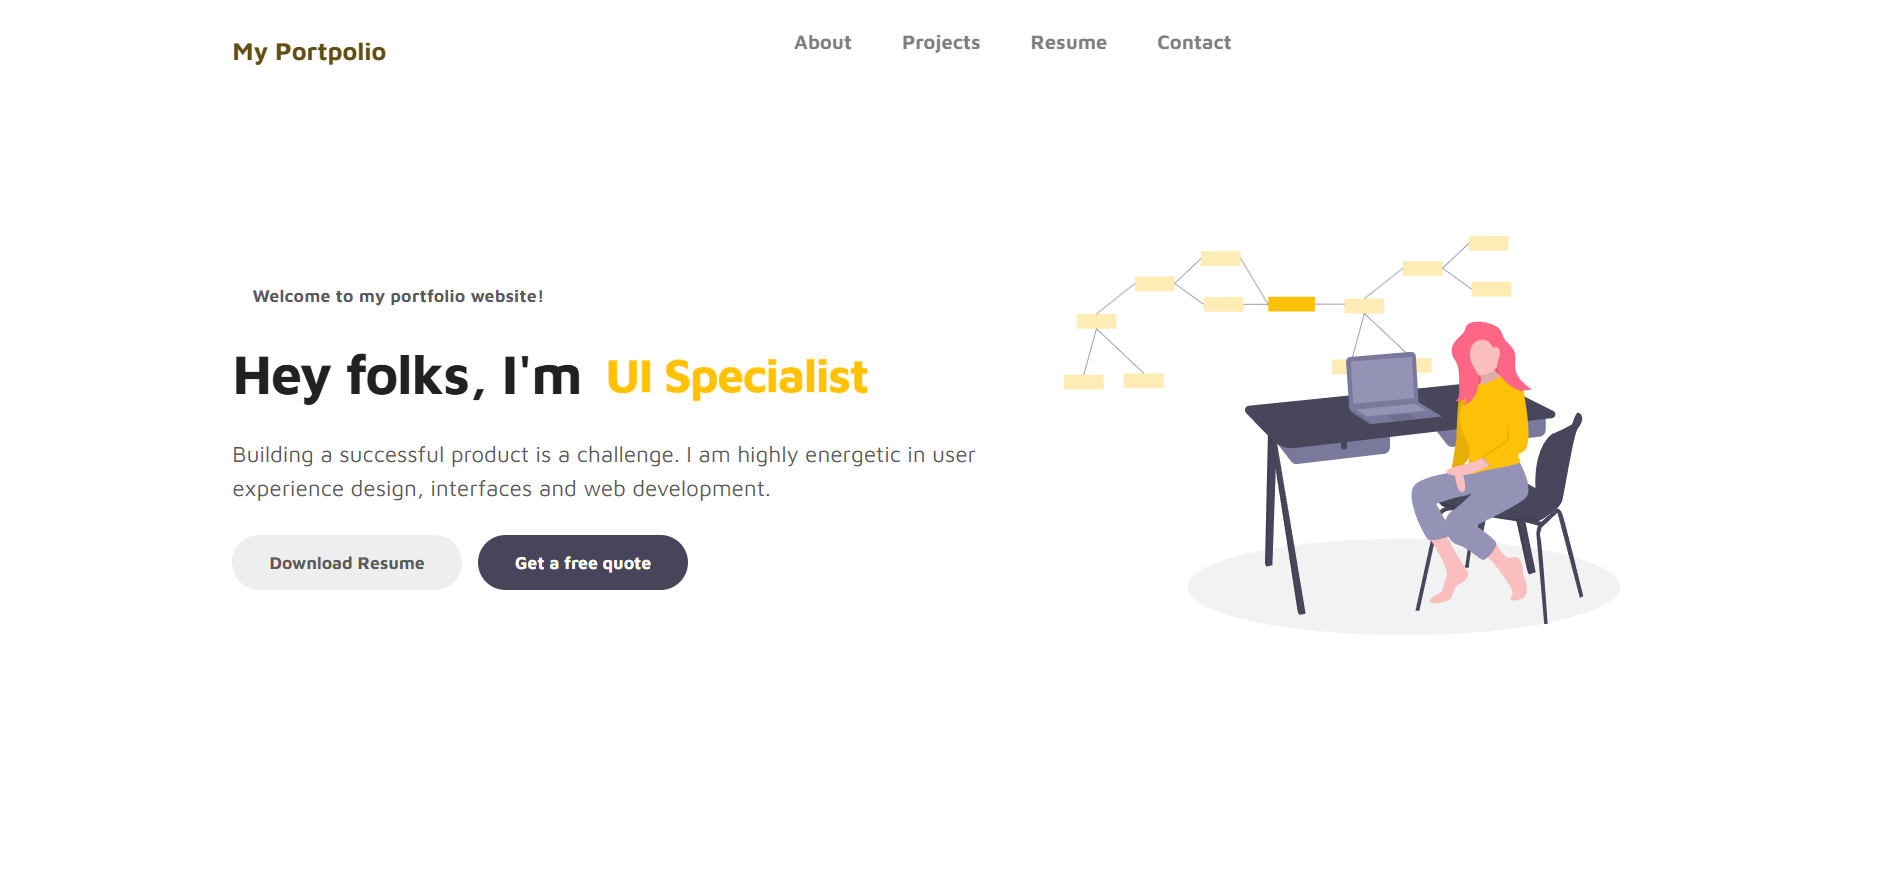 My Portpolio
About Projects Resume Contact
Welcome to my portfolio website!
Hey folks, I'm UI Specialist
Building a successful product is a challenge. I am highly energetic in user
experience design, interfaces and web development.
Download Resume Get a free quote